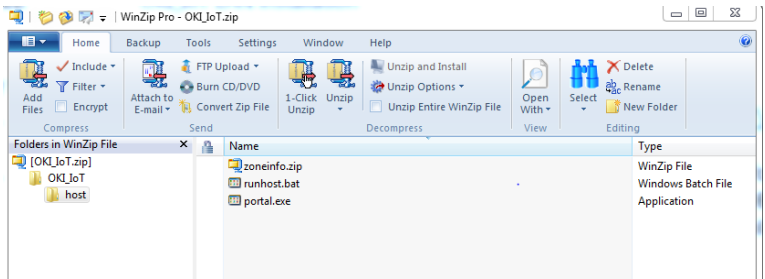 WinZip Pro - OKI_IoT.zip
Home Backup Tools Settings Window Help
Add Files
Include
Filter
Encrypt
Compress
Attach to E-mail
FTP Upload
Burn CD/DVD
Convert Zip File
Send
1-Click Unzip
Unzip
Unzip and Install
Unzip Options
Unzip Entire WinZip File
Decompress
Open With
View
Select
Delete
Rename
New Folder
Editing
Folders in WinZip File
[OKI_IoT.zip]
OKI_IoT
host
Name Type
zoneinfo.zip WinZip File
runhost.bat Windows Batch File
portal.exe Application